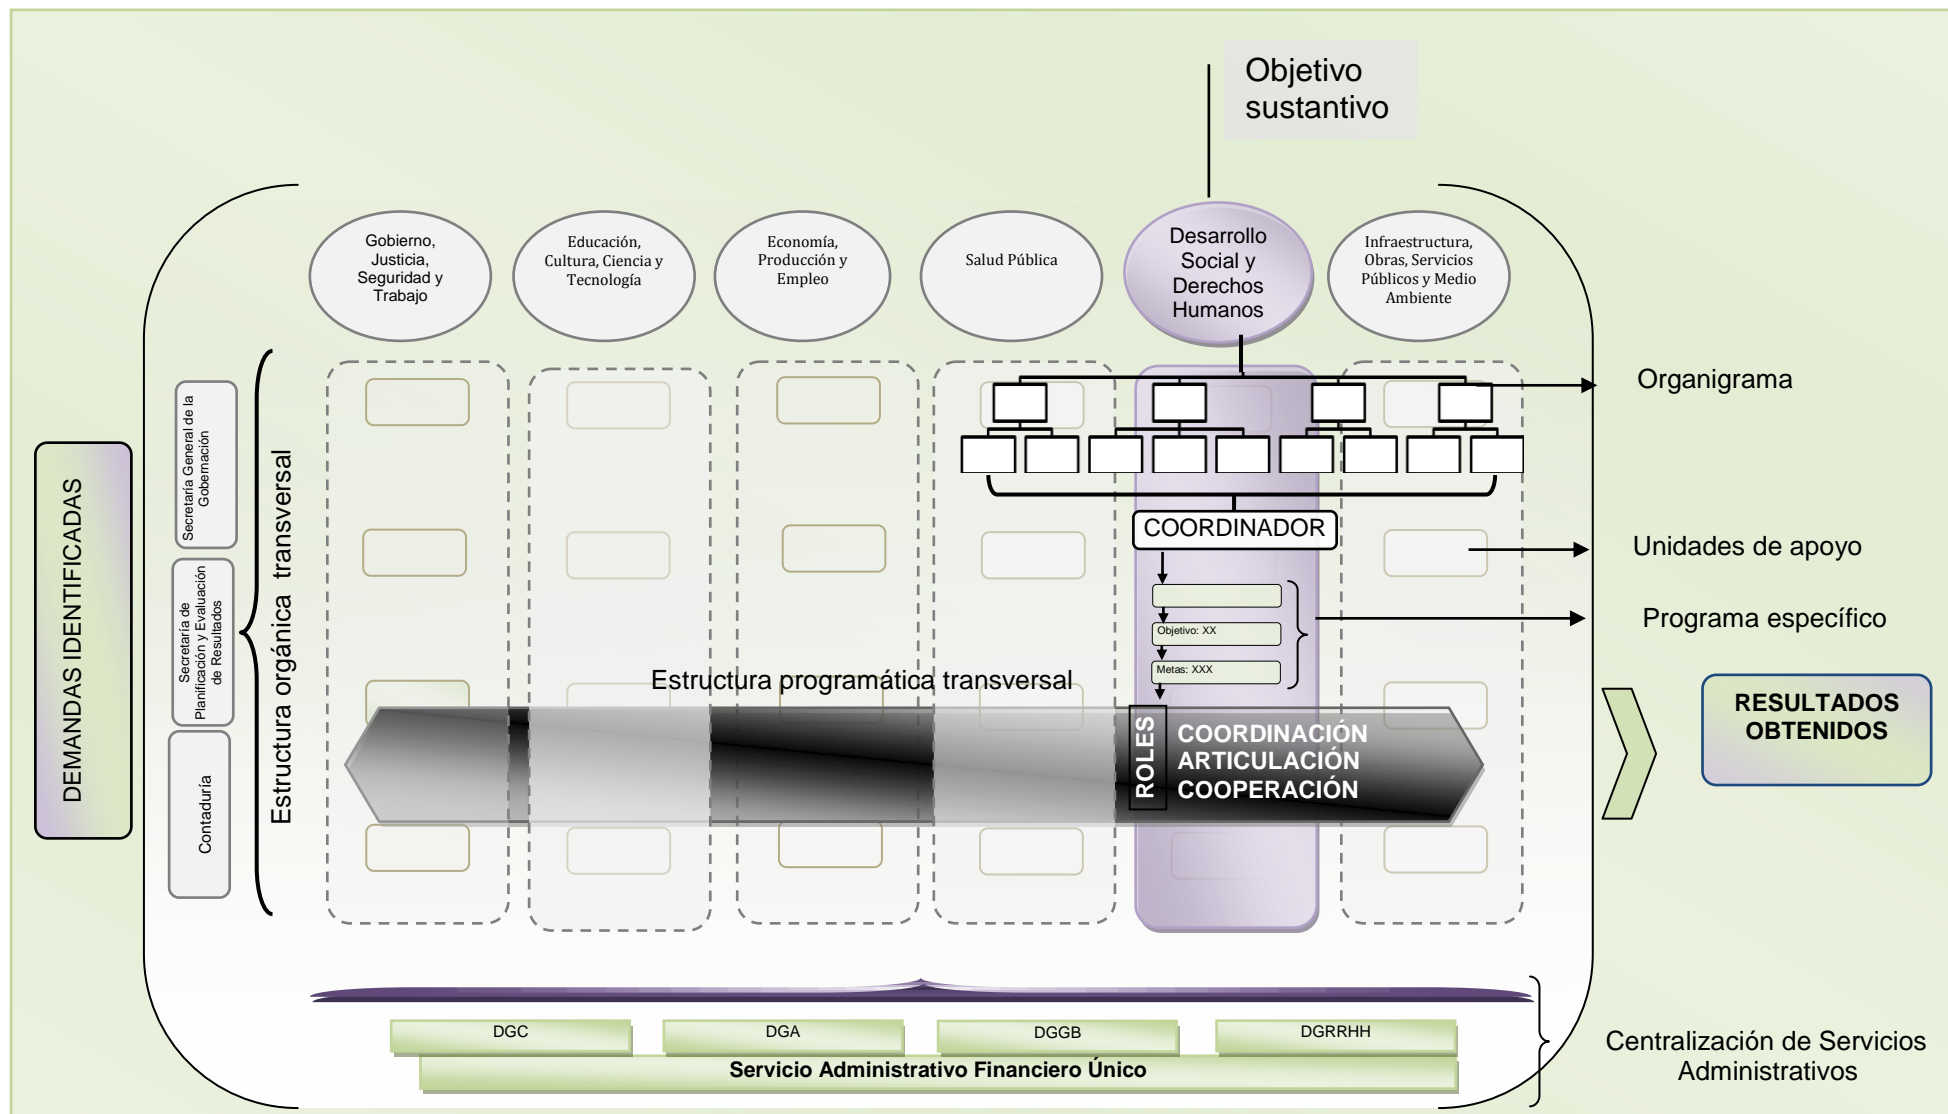 Objetivo
sustantivo
Gobierno,
Justicia,
Seguridad y
Trabajo
Educación,
Cultura, Ciencia y
Tecnología
Economía,
Producción y
Empleo
Salud Pública
Desarrollo
Social y
Derechos
Humanos
Infraestructura,
Obras, Servicios
Públicos y Medio
Ambiente
DEMANDAS IDENTIFICADAS
Secretaría General de la
Gobernación
Secretaría de
Planificación y Evaluación
de Resultados
Contaduría
Estructura orgánica transversal
Organigrama
COORDINADOR
Unidades de apoyo
Objetivo: XX
Metas: XXX
Programa específico
Estructura programática transversal
ROLES
COORDINACIÓN
ARTICULACIÓN
COOPERACIÓN
RESULTADOS
OBTENIDOS
DGC
DGA
DGGB
DGRRHH
Servicio Administrativo Financiero Único
Centralización de Servicios
Administrativos